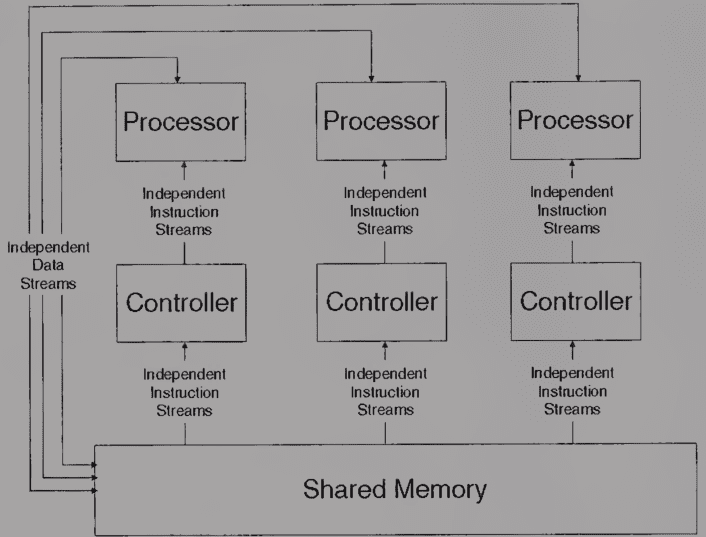 Processor
Processor
Processor
Independent
Instruction
Streams
Independent
Instruction
Streams
Independent
Instruction
Streams
Independent
Data
Streams
Controller
Controller
Controller
Independent
Instruction
Streams
Independent
Instruction
Streams
Independent
Instruction
Streams
Shared Memory